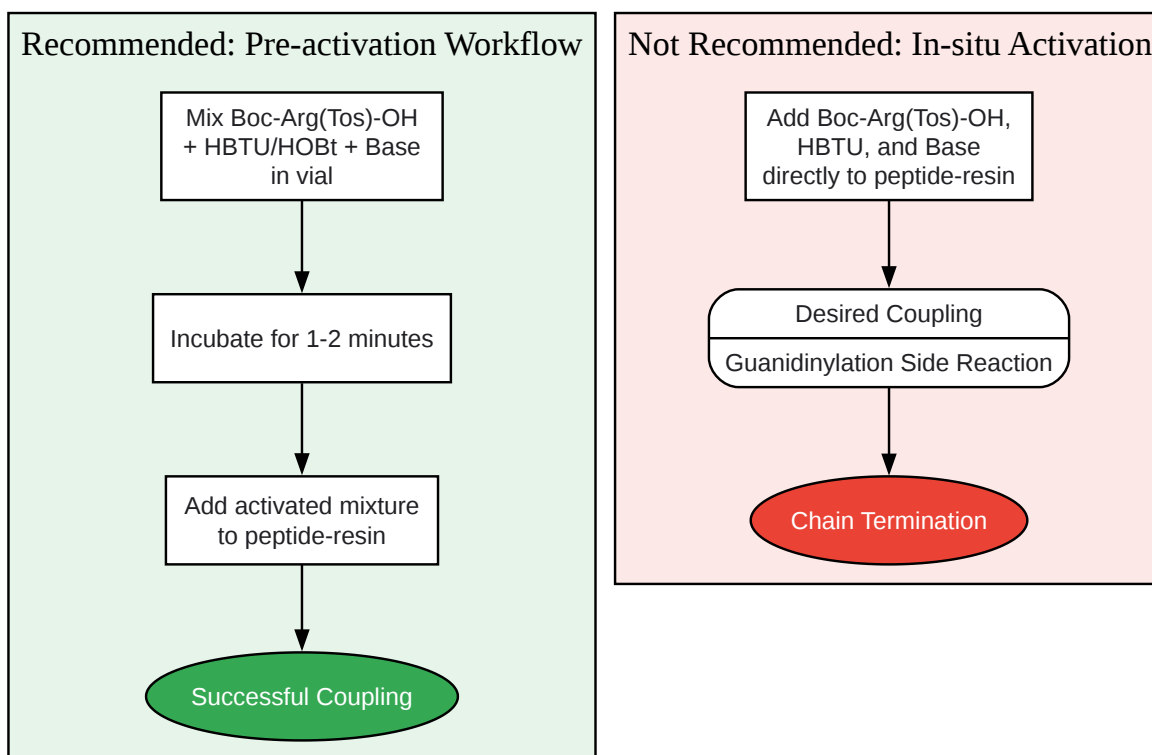 Recommended: Pre-activation Workflow
Mix Boc-Arg(Tos)-OH
+ HBTU/HOBt + Base
in vial
Incubate for 1-2 minutes
Add activated mixture
to peptide-resin
Successful Coupling
Not Recommended: In-situ Activation
Add Boc-Arg(Tos)-OH,
HBTU, and Base
directly to peptide-resin
Desired Coupling
Guanidinylation Side Reaction
Chain Termination